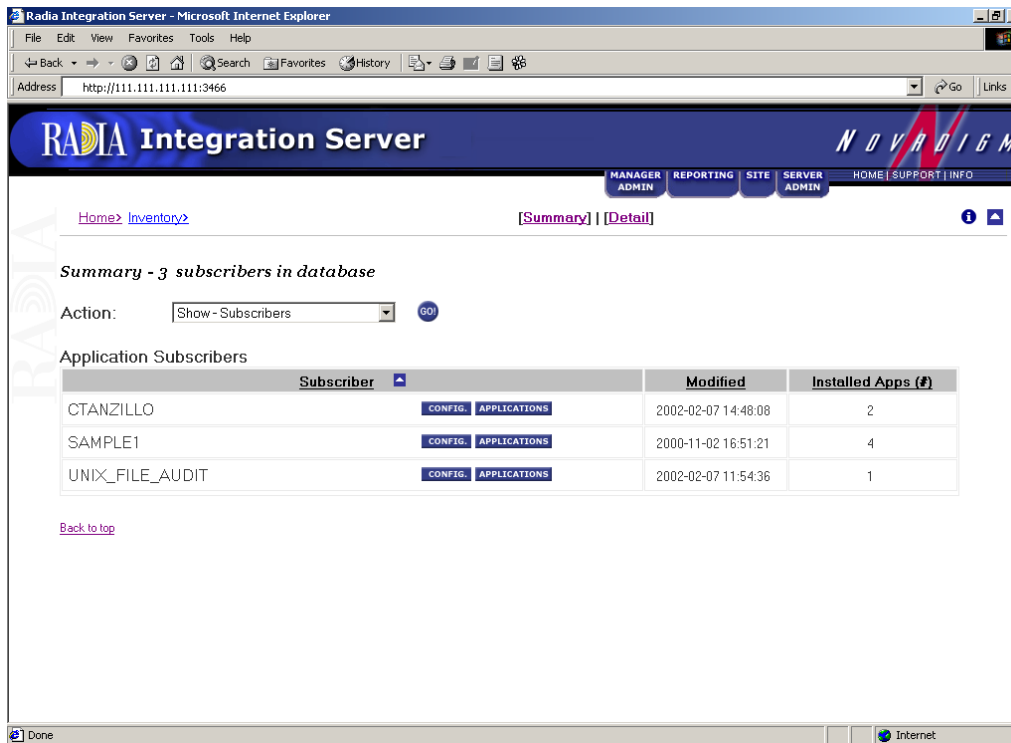 Radia Integration Server - Microsoft Internet Explorer
File Edit View Favorites Tools Help
Back Search Favorites History
Address http://111.111.111.111:3466 Go Links
RADIA Integration Server NOVADIGM
MANAGER ADMIN REPORTING SITE SERVER ADMIN HOME | SUPPORT | INFO
Home> Inventory> [Summary] | [Detail]
Summary - 3 subscribers in database
Action: Show - Subscribers GO!
Application Subscribers
Subscriber Modified Installed Apps (#)
CTANZILLO CONFIG. APPLICATIONS 2002-02-07 14:48:08 2
SAMPLE1 CONFIG. APPLICATIONS 2000-11-02 16:51:21 4
UNIX_FILE_AUDIT CONFIG. APPLICATIONS 2002-02-07 11:54:36 1
Back to top
RADIA
Done Internet